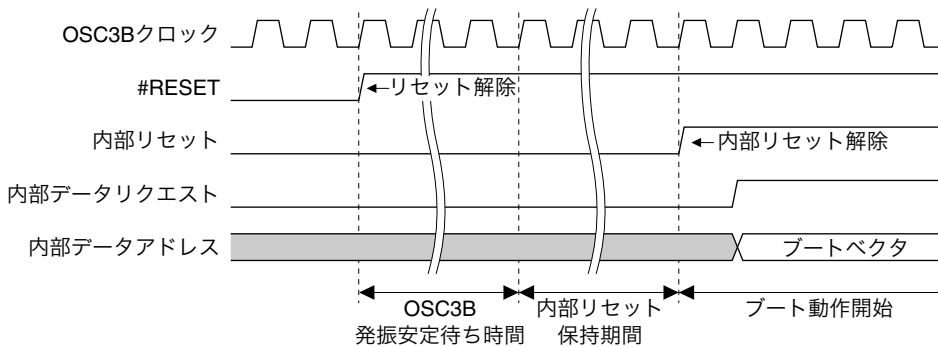 OSC3Bクロック
#RESET
←リセット解除
内部リセット
←内部リセット解除
内部データリクエスト
内部データアドレス
ブートベクタ
OSC3B
発振安定待ち時間
内部リセット
保持期間
ブート動作開始